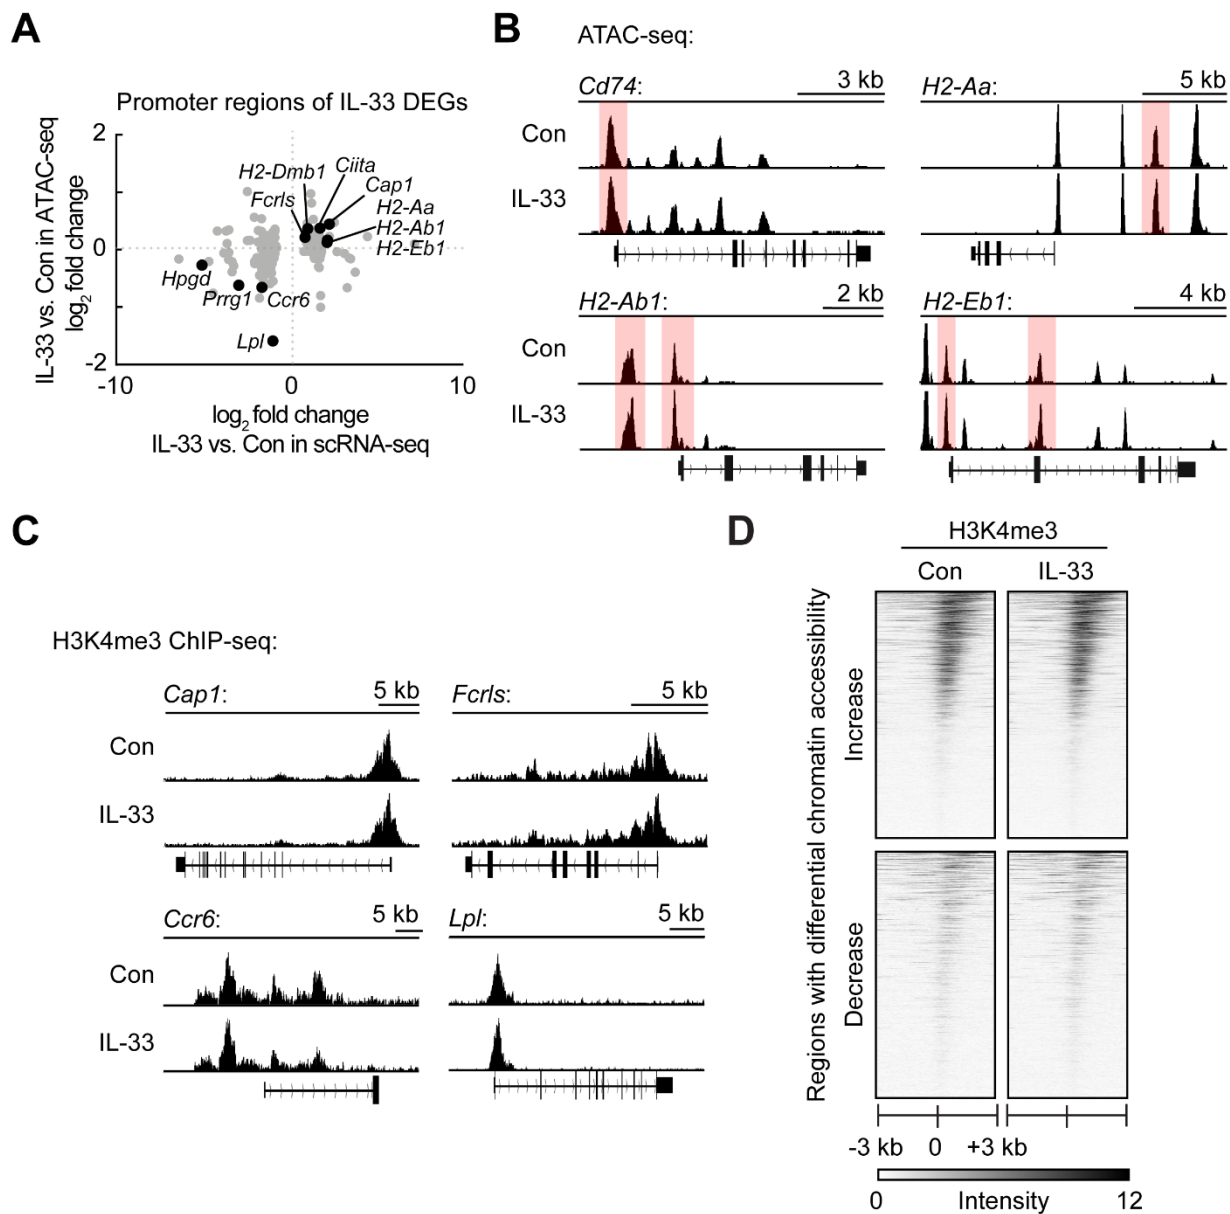 A
Promoter regions of IL-33 DEGs
IL-33 vs. Con in ATAC-seq
log2 fold change
2
0
-2
-10
0
10
H2-Dmb1
Ciita
Fcrls
Cap1
H2-Aa
H2-Ab1
H2-Eb1
Hpgd
Prrg1
Ccr6
Lpl
log2 fold change
IL-33 vs. Con in scRNA-seq
B
ATAC-seq:
Cd74:
3 kb
H2-Aa:
5 kb
Con
IL-33
H2-Ab1:
2 kb
H2-Eb1:
4 kb
Con
IL-33
C
H3K4me3 ChIP-seq:
Cap1:
5 kb
Fcrls:
5 kb
Con
IL-33
Ccr6:
5 kb
Lpl:
5 kb
Con
IL-33
D
H3K4me3
Con
IL-33
Regions with differential chromatin accessibility
Increase
Decrease
-3 kb
0
+3 kb
0
Intensity
12